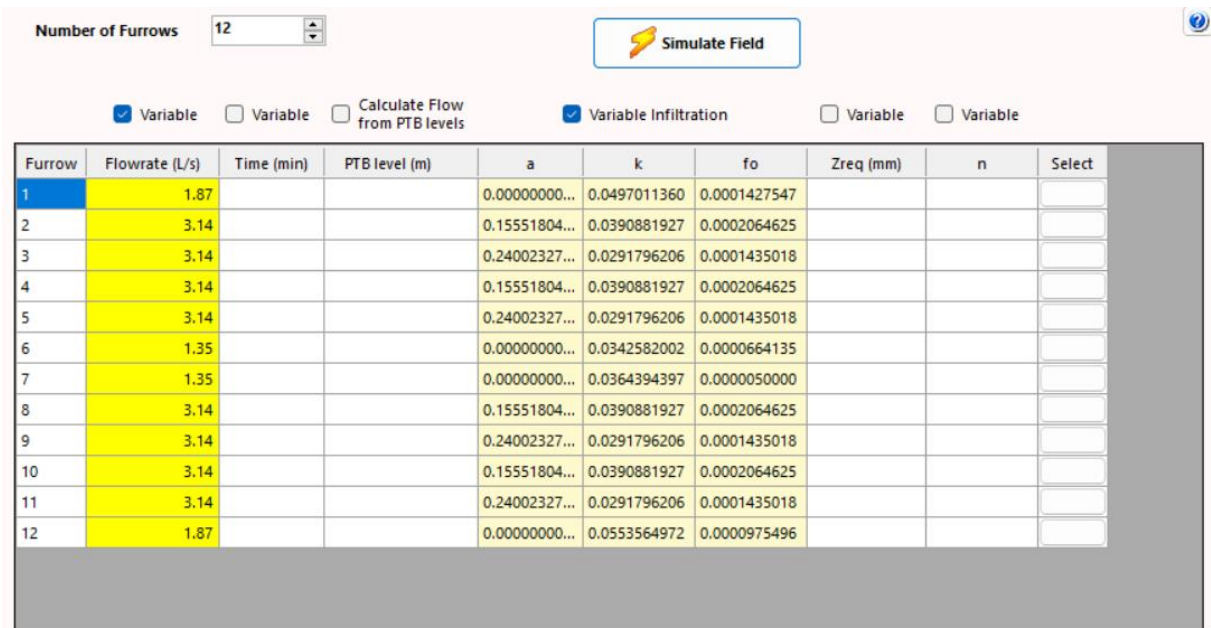 Number of Furrows 12 Simulate Field
Variable Variable Calculate Flow from PTB levels Variable Infiltration Variable Variable
Furrow Flowrate (L/s) Time (min) PTB level (m) a k fo Zreq (mm) n Select
1 1.87 0.00000000... 0.0497011360 0.0001427547
2 3.14 0.15551804... 0.0390881927 0.0002064625
3 3.14 0.24002327... 0.0291796206 0.0001435018
4 3.14 0.15551804... 0.0390881927 0.0002064625
5 3.14 0.24002327... 0.0291796206 0.0001435018
6 1.35 0.00000000... 0.0342582002 0.0000664135
7 1.35 0.00000000... 0.0364394397 0.0000050000
8 3.14 0.15551804... 0.0390881927 0.0002064625
9 3.14 0.24002327... 0.0291796206 0.0001435018
10 3.14 0.15551804... 0.0390881927 0.0002064625
11 3.14 0.24002327... 0.0291796206 0.0001435018
12 1.87 0.00000000... 0.0553564972 0.0000975496